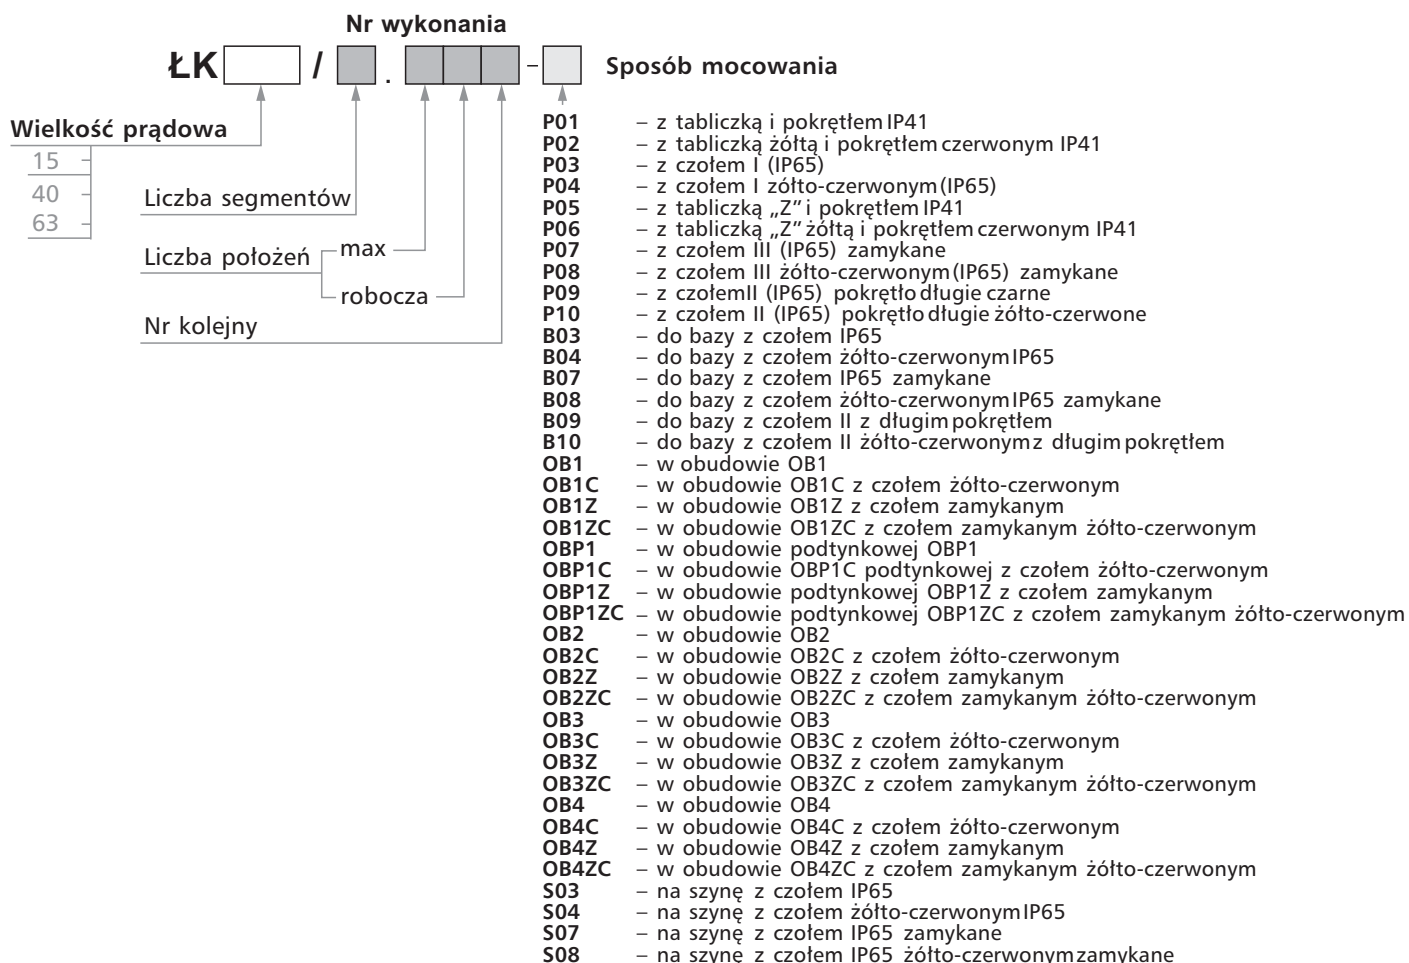 Nr wykonania
ŁK / . – Sposób mocowania
Wielkość prądowa
15
40
63
Liczba segmentów
Liczba położeń
max
robocza
Nr kolejny
P01 – z tabliczką i pokrętłem IP41
P02 – z tabliczką żółtą i pokrętłem czerwonym IP41
P03 – z czołem I (IP65)
P04 – z czołem I zółto-czerwonym (IP65)
P05 – z tabliczką „Z” i pokrętłem IP41
P06 – z tabliczką „Z” żółtą i pokrętłem czerwonym IP41
P07 – z czołem III (IP65) zamykane
P08 – z czołem III żółto-czerwonym (IP65) zamykane
P09 – z czołemII (IP65) pokrętło długie czarne
P10 – z czołem II (IP65) pokrętło długie żółto-czerwone
B03 – do bazy z czołem IP65
B04 – do bazy z czołem żółto-czerwonym IP65
B07 – do bazy z czołem IP65 zamykane
B08 – do bazy z czołem żółto-czerwonym IP65 zamykane
B09 – do bazy z czołem II z długim pokrętłem
B10 – do bazy z czołem II żółto-czerwonym z długim pokrętłem
OB1 – w obudowie OB1
OB1C – w obudowie OB1C z czołem żółto-czerwonym
OB1Z – w obudowie OB1Z z czołem zamykanym
OB1ZC – w obudowie OB1ZC z czołem zamykanym żółto-czerwonym
OBP1 – w obudowie podtynkowej OBP1
OBP1C – w obudowie OBP1C podtynkowej z czołem żółto-czerwonym
OBP1Z – w obudowie podtynkowej OBP1Z z czołem zamykanym
OBP1ZC – w obudowie podtynkowej OBP1ZC z czołem zamykanym żółto-czerwonym
OB2 – w obudowie OB2
OB2C – w obudowie OB2C z czołem żółto-czerwonym
OB2Z – w obudowie OB2Z z czołem zamykanym
OB2ZC – w obudowie OB2ZC z czołem zamykanym żółto-czerwonym
OB3 – w obudowie OB3
OB3C – w obudowie OB3C z czołem żółto-czerwonym
OB3Z – w obudowie OB3Z z czołem zamykanym
OB3ZC – w obudowie OB3ZC z czołem zamykanym żółto-czerwonym
OB4 – w obudowie OB4
OB4C – w obudowie OB4C z czołem żółto-czerwonym
OB4Z – w obudowie OB4Z z czołem zamykanym
OB4ZC – w obudowie OB4ZC z czołem zamykanym żółto-czerwonym
S03 – na szynę z czołem IP65
S04 – na szynę z czołem żółto-czerwonym IP65
S07 – na szynę z czołem IP65 zamykane
S08 – na szynę z czołem IP65 żółto-czerwonym zamykane